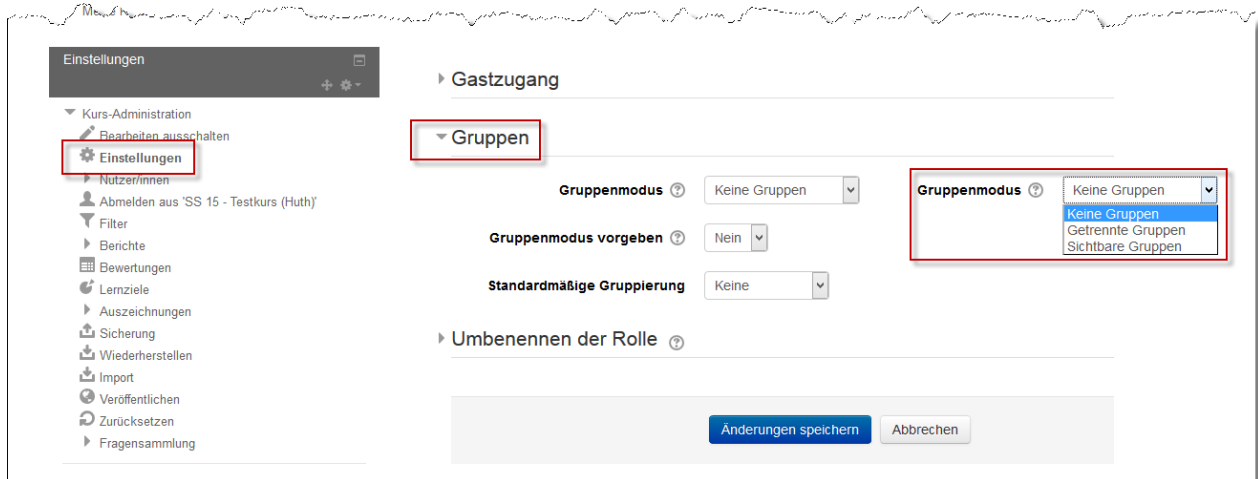 Einstellungen
Kurs-Administration
Bearbeiten ausschalten
Einstellungen
Nutzer/innen
Abmelden aus 'SS 15 - Testkurs (Huth)'
Filter
Berichte
Bewertungen
Lernziele
Auszeichnungen
Sicherung
Wiederherstellen
Import
Veröffentlichen
Zurücksetzen
Fragensammlung
Gastzugang
Gruppen
Gruppenmodus ? Keine Gruppen
Gruppenmodus vorgeben ? Nein
Standardmäßige Gruppierung Keine
Gruppenmodus ? Keine Gruppen
Keine Gruppen
Getrennte Gruppen
Sichtbare Gruppen
Umbenennen der Rolle ?
Änderungen speichern Abbrechen